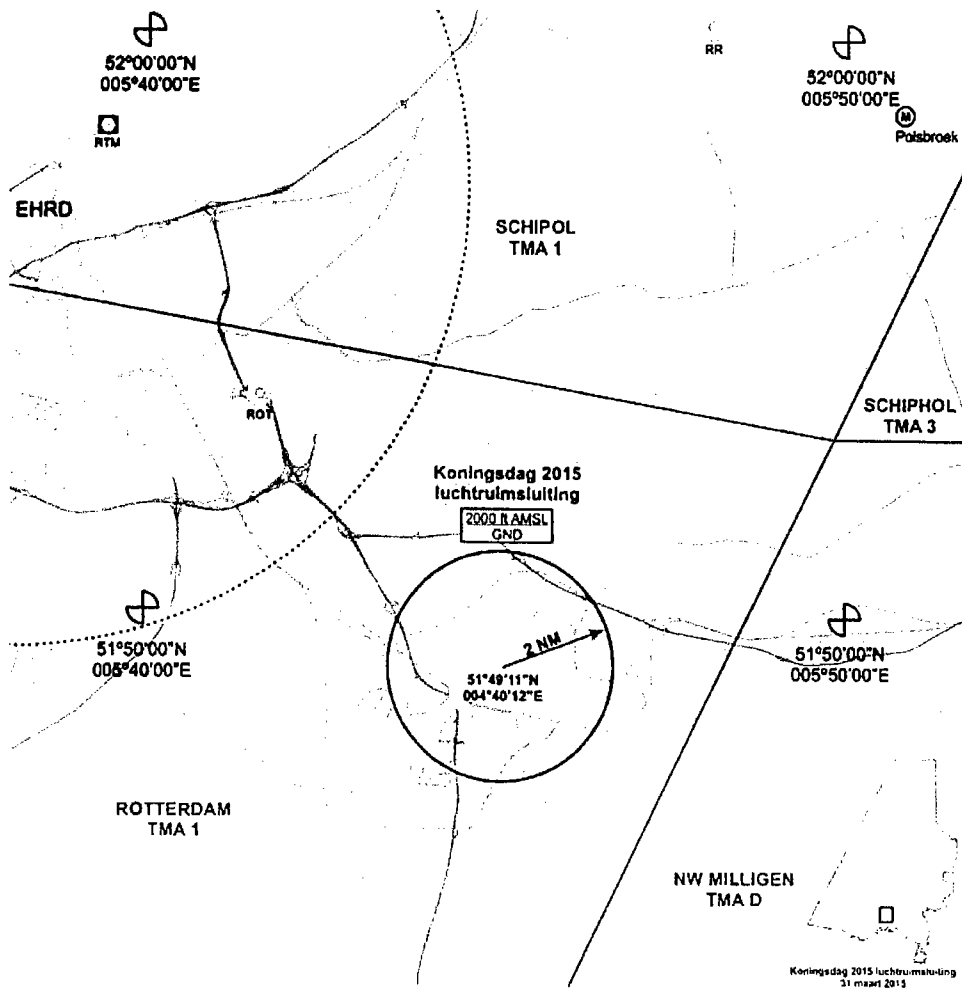 52°00'00"N
005°40'00"E
RTM
EHRD
RR
52°00'00"N
005°50'00"E
M
Polsbroek
SCHIPOL
TMA 1
ROT
SCHIPHOL
TMA 3
Koningsdag 2015
luchtruimsluiting
2000 ft AMSL
GND
2 NM
51°49'11"N
004°40'12"E
51°50'00"N
005°40'00"E
51°50'00"N
005°50'00"E
ROTTERDAM
TMA 1
NW MILLIGEN
TMA D
Koningsdag 2015 luchtruimsluiting
31 maart 2015